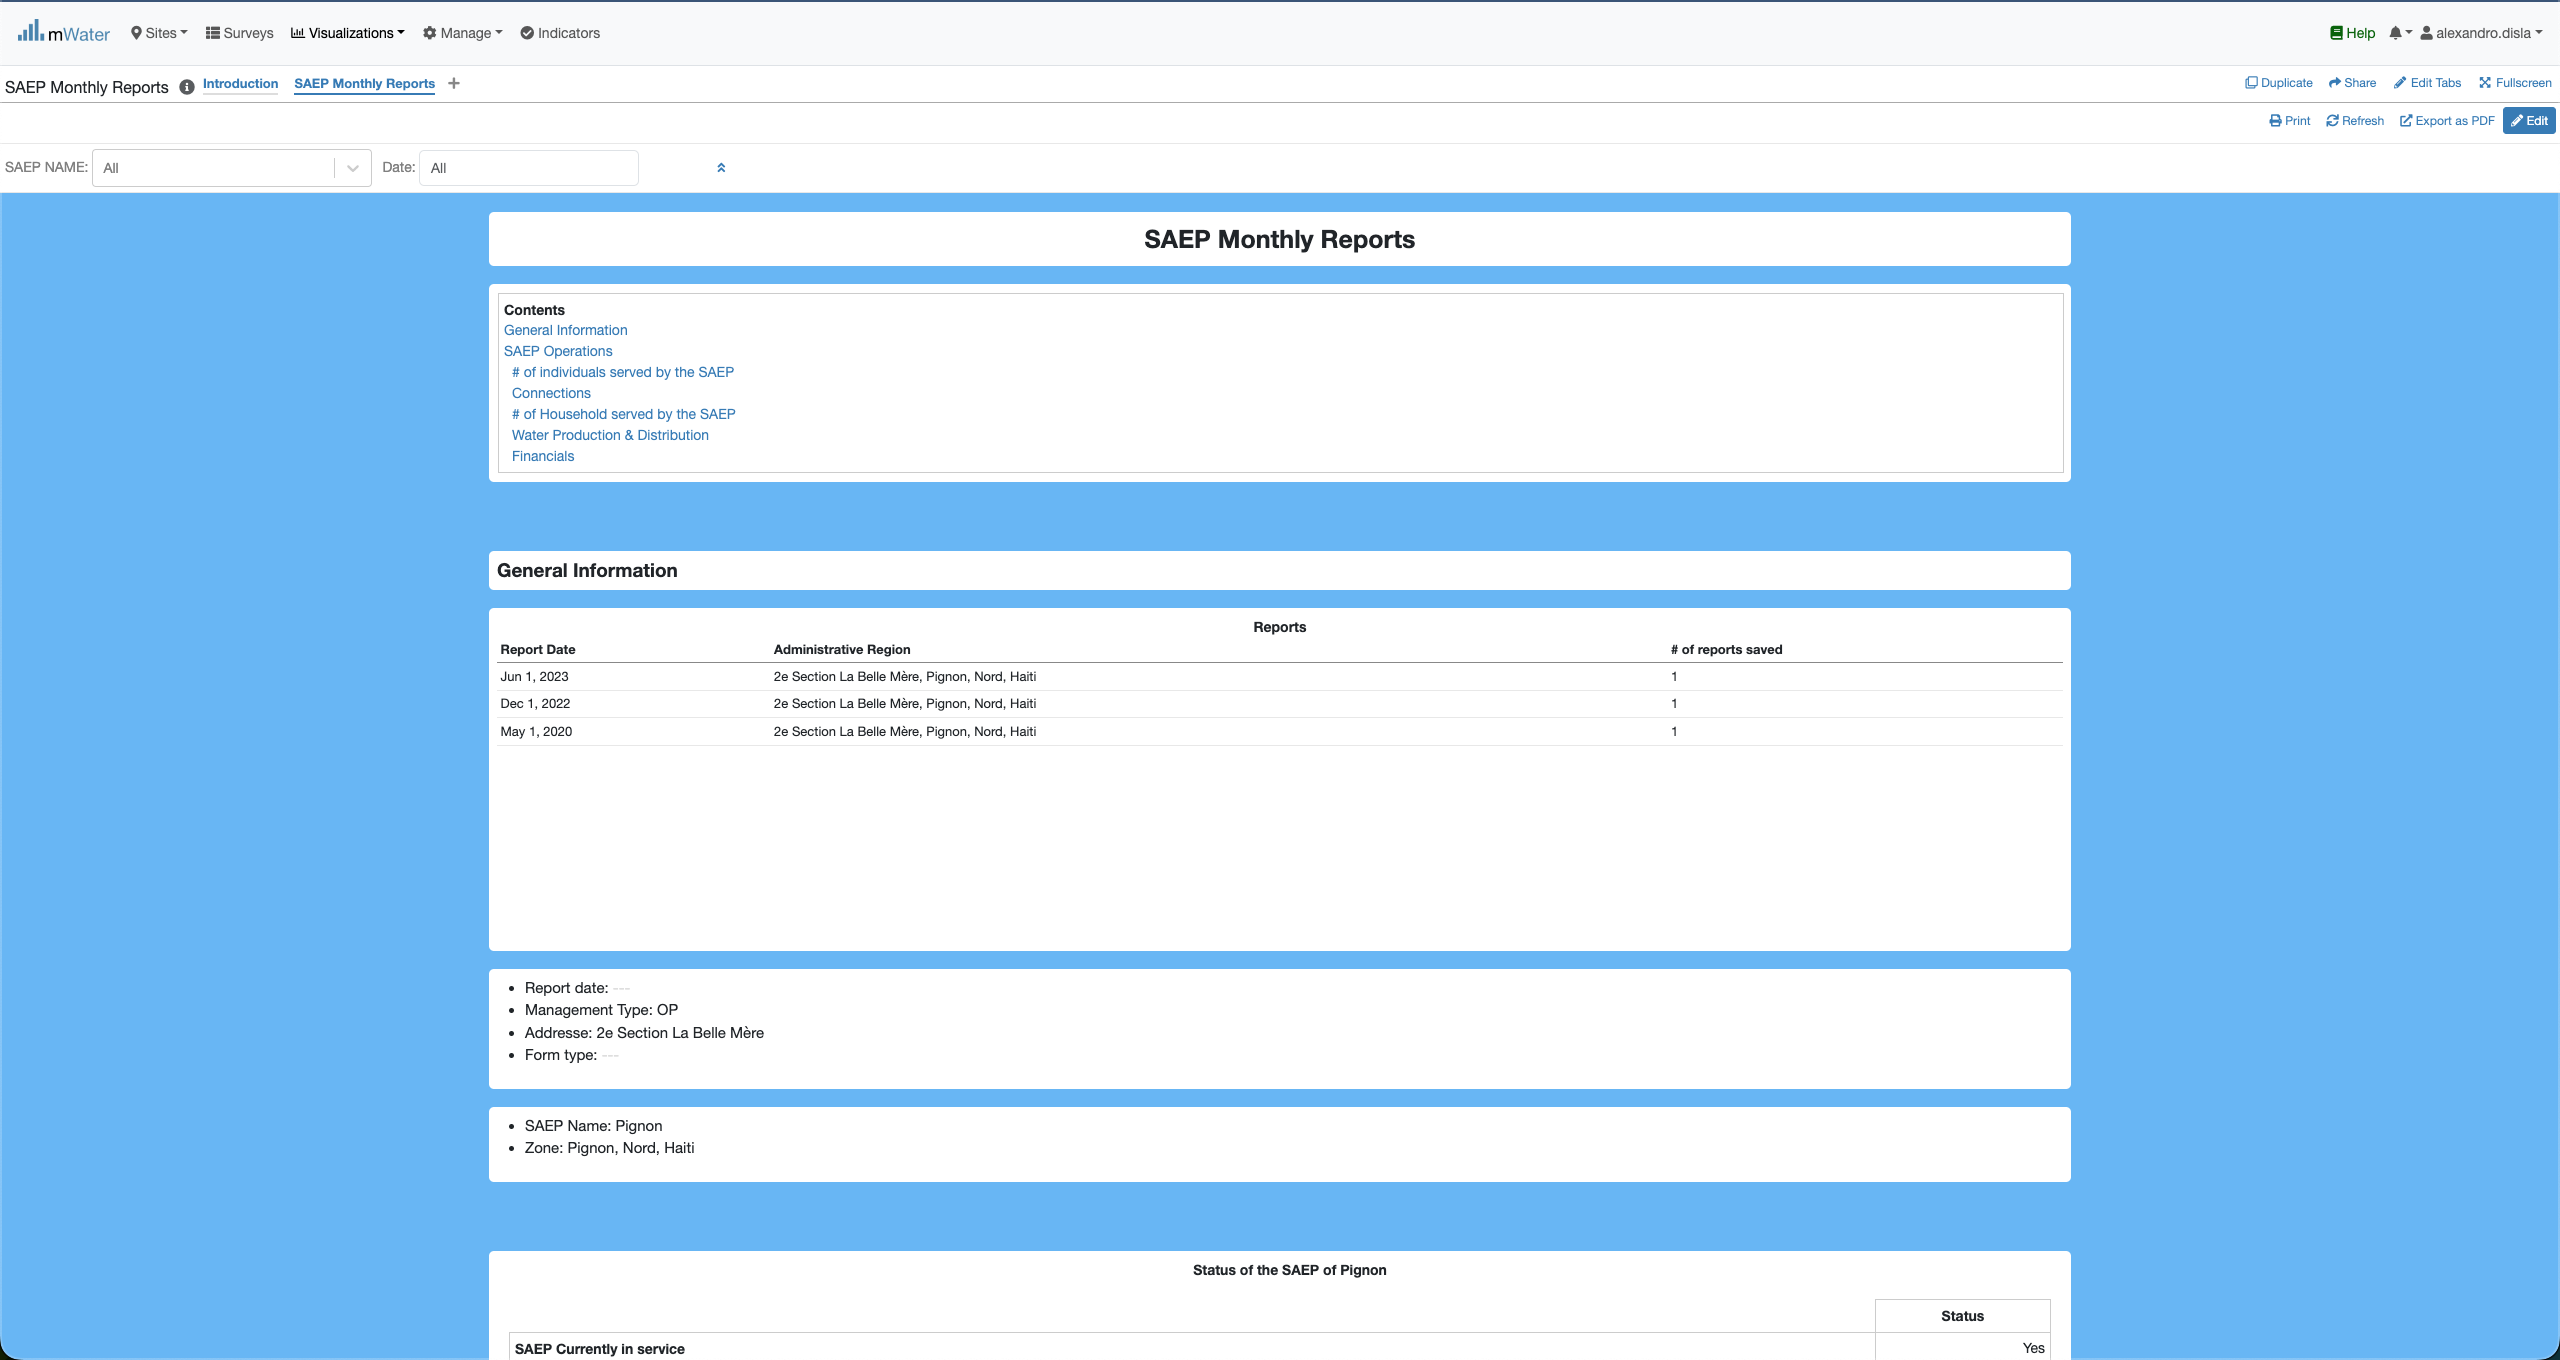 mWater Sites Surveys Visualizations Manage Indicators Help alexandro.disla
SAEP Monthly Reports Introduction SAEP Monthly Reports + Duplicate Share Edit Tabs Fullscreen
Print Refresh Export as PDF Edit
SAEP NAME: All Date: All
SAEP Monthly Reports
Contents
General Information
SAEP Operations
# of individuals served by the SAEP
Connections
# of Household served by the SAEP
Water Production & Distribution
Financials
General Information
Reports
Report Date Administrative Region # of reports saved
Jun 1, 2023 2e Section La Belle Mère, Pignon, Nord, Haiti 1
Dec 1, 2022 2e Section La Belle Mère, Pignon, Nord, Haiti 1
May 1, 2020 2e Section La Belle Mère, Pignon, Nord, Haiti 1
• Report date: ---
• Management Type: OP
• Addresse: 2e Section La Belle Mère
• Form type: ---
• SAEP Name: Pignon
• Zone: Pignon, Nord, Haiti
Status of the SAEP of Pignon
Status
SAEP Currently in service Yes